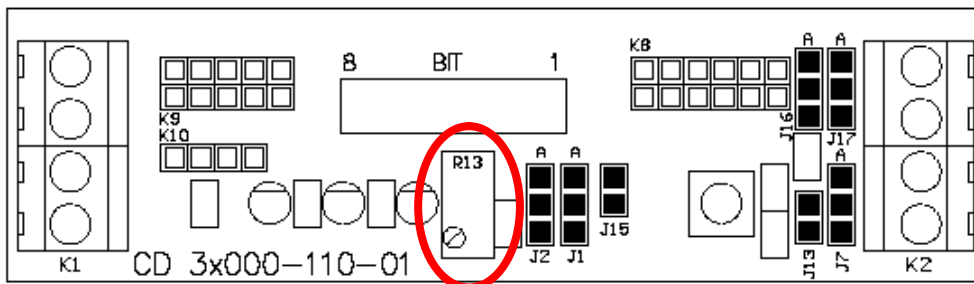 8 BIT 1
K8
A A
K9
K10
J16
J17
R13
A A
A
J15
J2 J1
J13
J7
K1
CD 3x000-110-01
K2